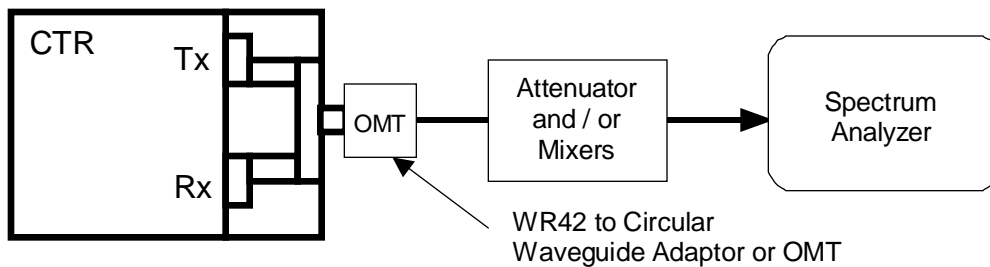 CTR
Tx
Rx
OMT
Attenuator
and / or
Mixers
Spectrum
Analyzer
WR42 to Circular
Waveguide Adaptor or OMT